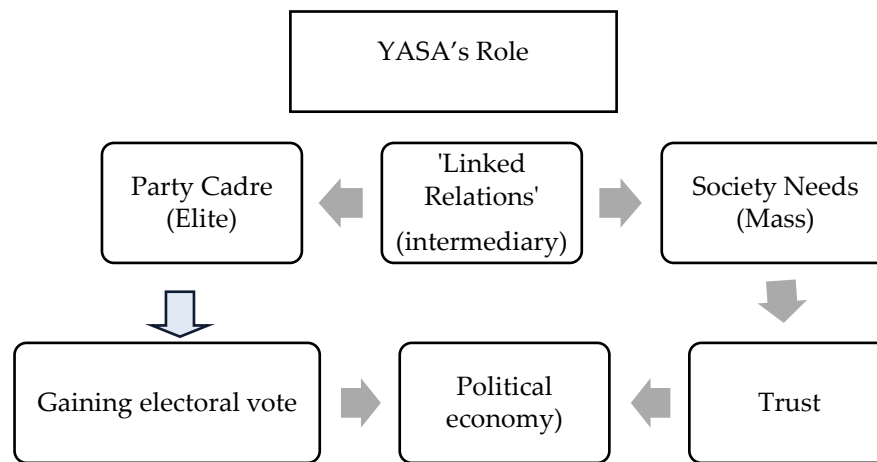 YASA’s Role
Party Cadre
(Elite)
'Linked
Relations'
(intermediary)
Society Needs
(Mass)
Gaining electoral vote
Political
economy)
Trust